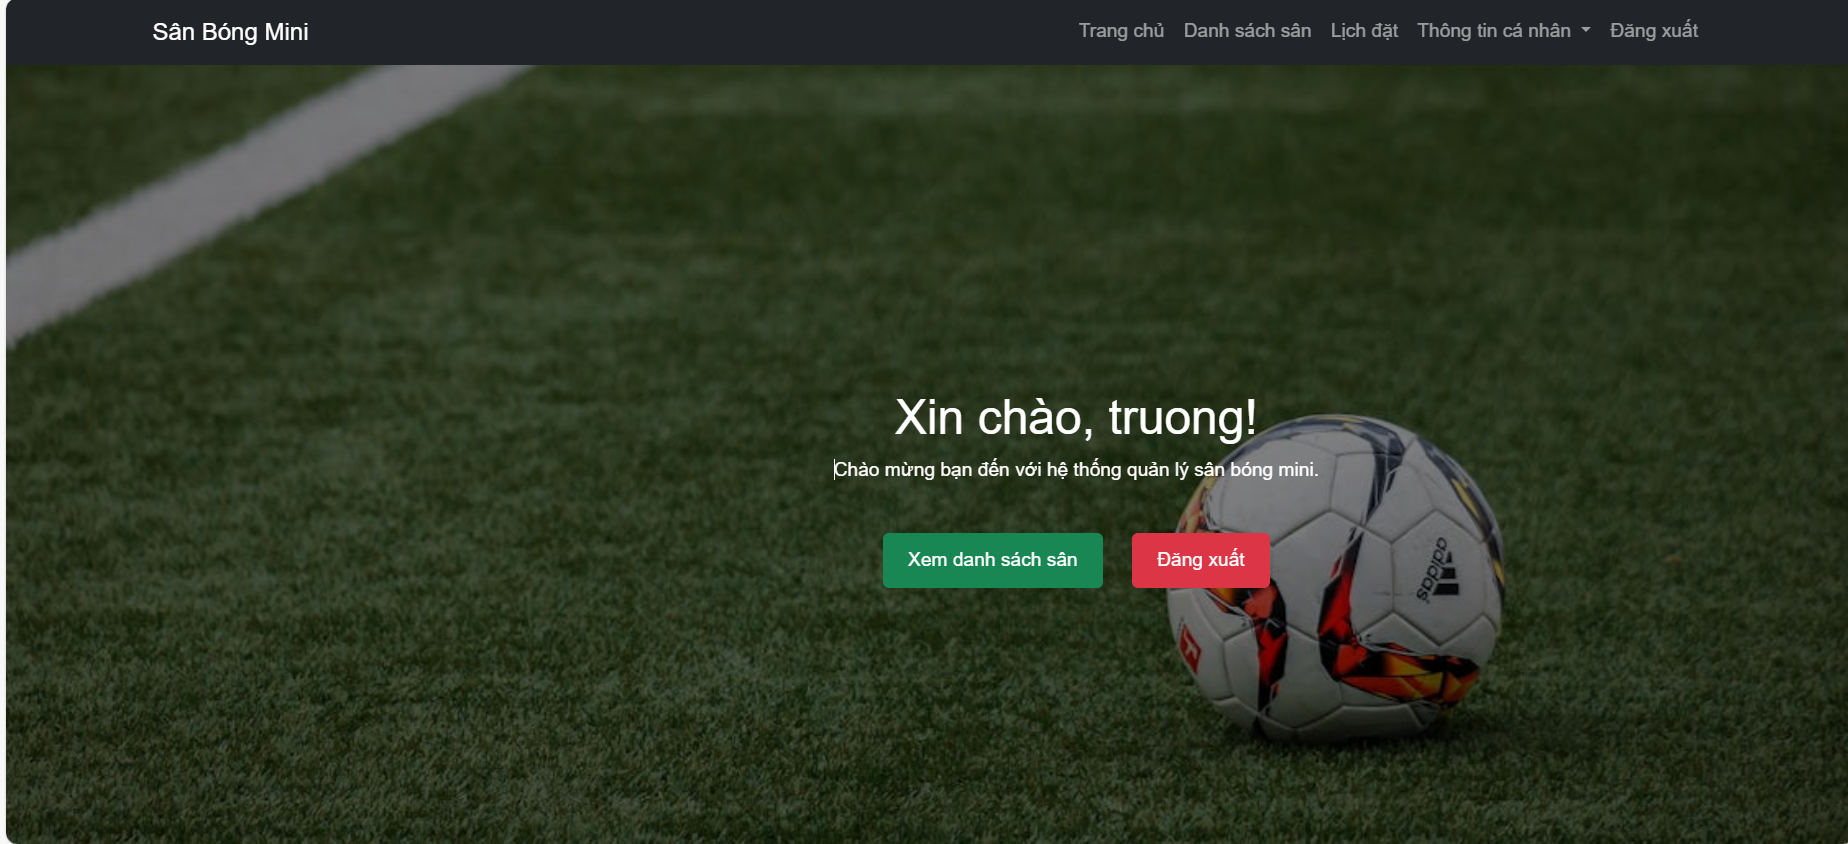 Sân Bóng Mini
Trang chủ Danh sách sân Lịch đặt Thông tin cá nhân Đăng xuất
Xin chào, truong!
Chào mừng bạn đến với hệ thống quản lý sân bóng mini.
Xem danh sách sân Đăng xuất
adidas